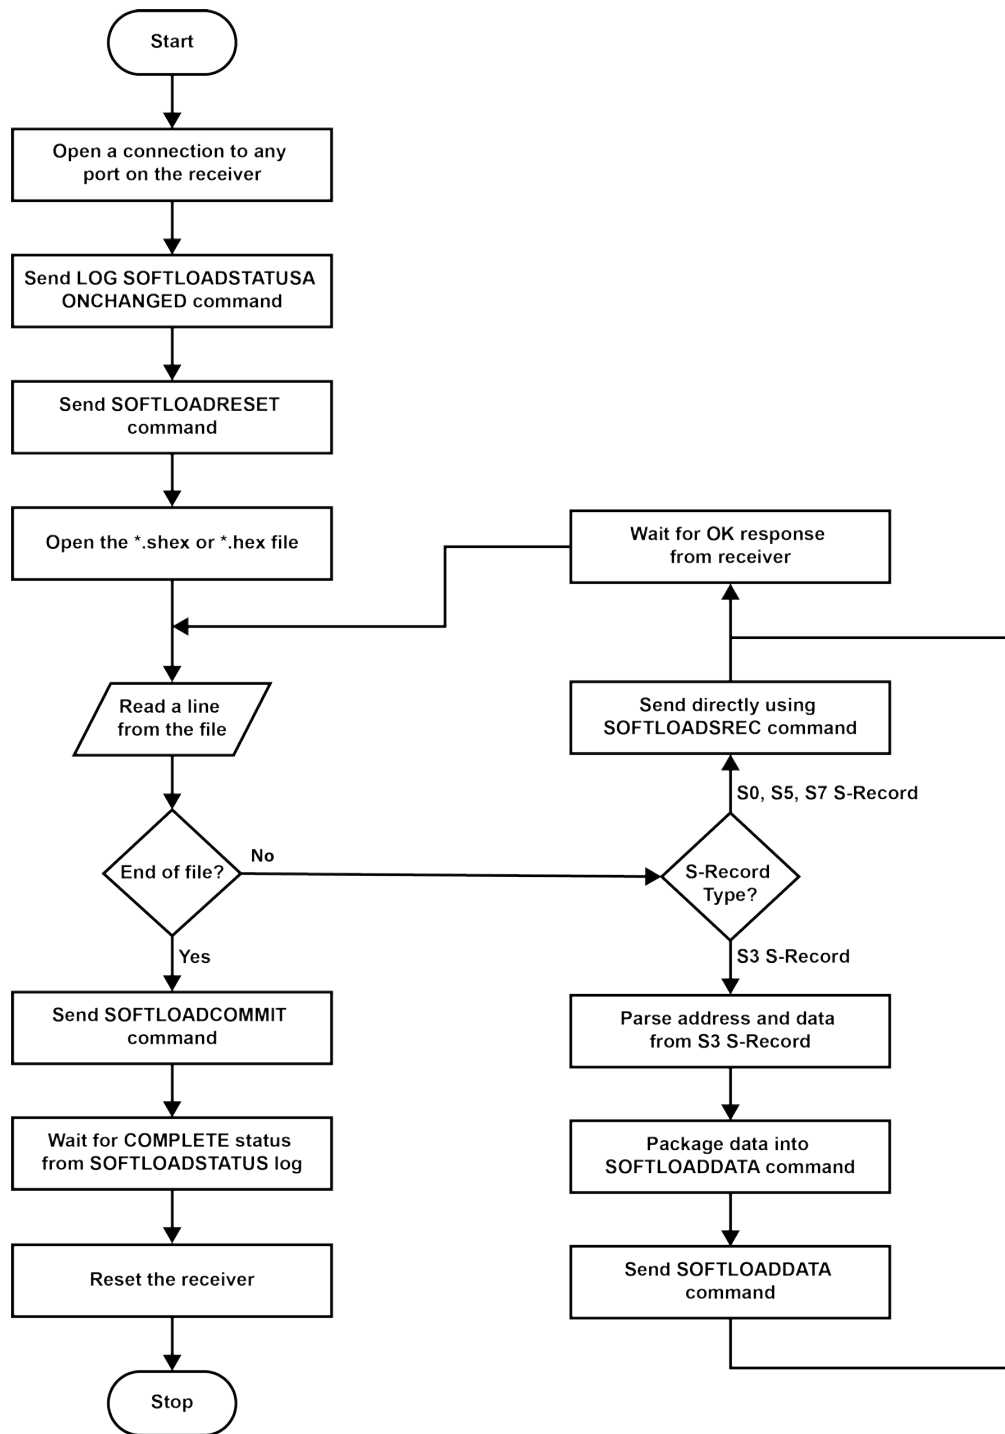 Start
Open a connection to any
port on the receiver
Send LOG SOFTLOADSTATUSA
ONCHANGED command
Send SOFTLOADRESET
command
Open the *.shex or *.hex file
Read a line
from the file
End of file?
No
Yes
Send SOFTLOADCOMMIT
command
Wait for COMPLETE status
from SOFTLOADSTATUS log
Reset the receiver
Stop
Wait for OK response
from receiver
Send directly using
SOFTLOADSREC command
S0, S5, S7 S-Record
S-Record
Type?
S3 S-Record
Parse address and data
from S3 S-Record
Package data into
SOFTLOADDATA command
Send SOFTLOADDATA
command